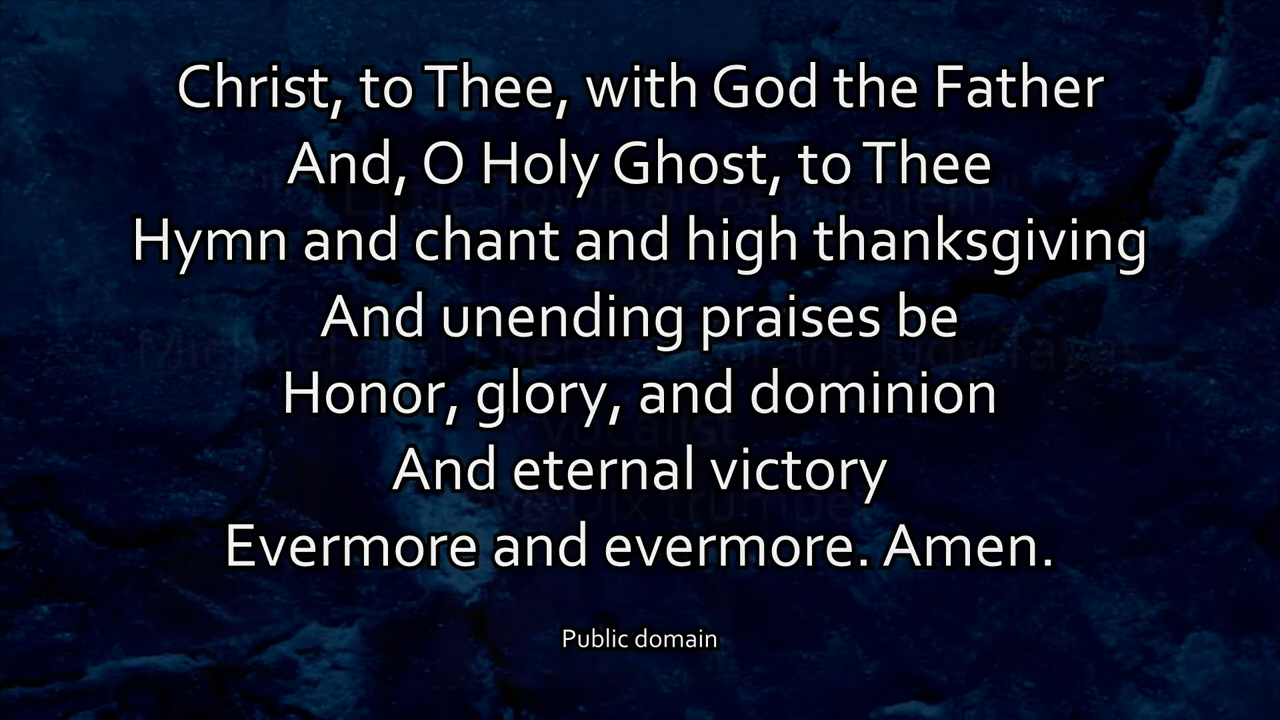 Christ, to Thee, with God the Father
And, O Holy Ghost, to Thee
Hymn and chant and high thanksgiving
And unending praises be
Honor, glory, and dominion
And eternal victory
Evermore and evermore. Amen.
Public domain